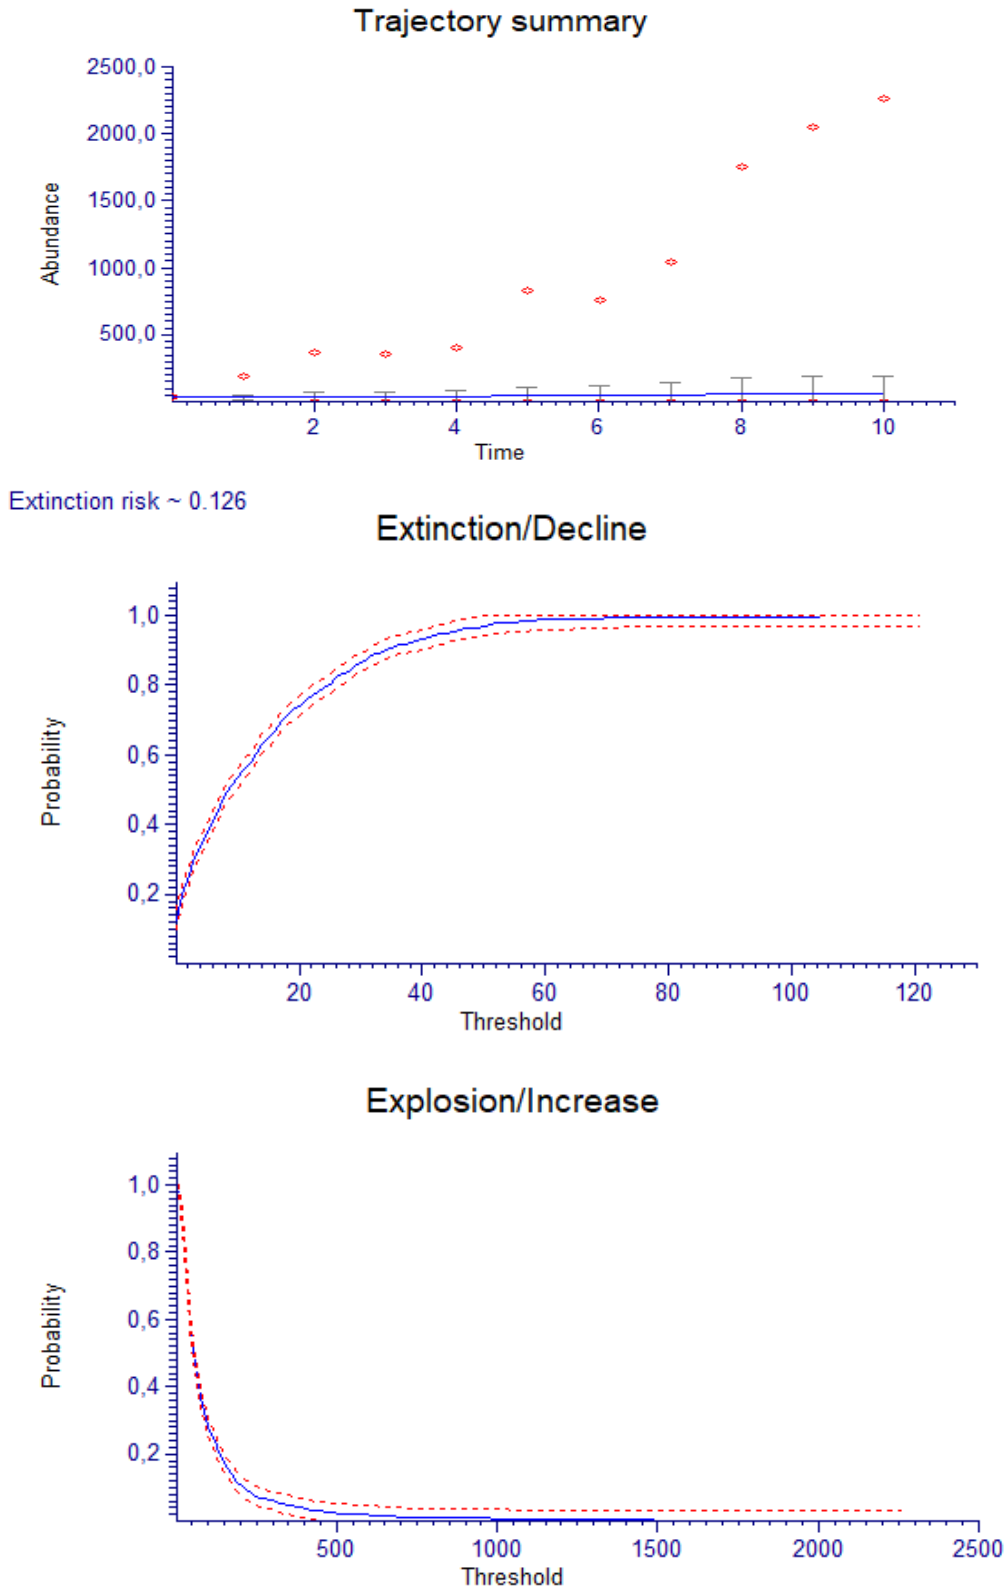 Trajectory summary
2500,0
2000,0
1500,0
1000,0
500,0
Abundance
2 4 6 8 10
Time
Extinction risk ~ 0.126
Extinction/Decline
1,0
0,8
0,6
0,4
0,2
Probability
20 40 60 80 100 120
Threshold
Explosion/Increase
1,0
0,8
0,6
0,4
0,2
Probability
500 1000 1500 2000 2500
Threshold